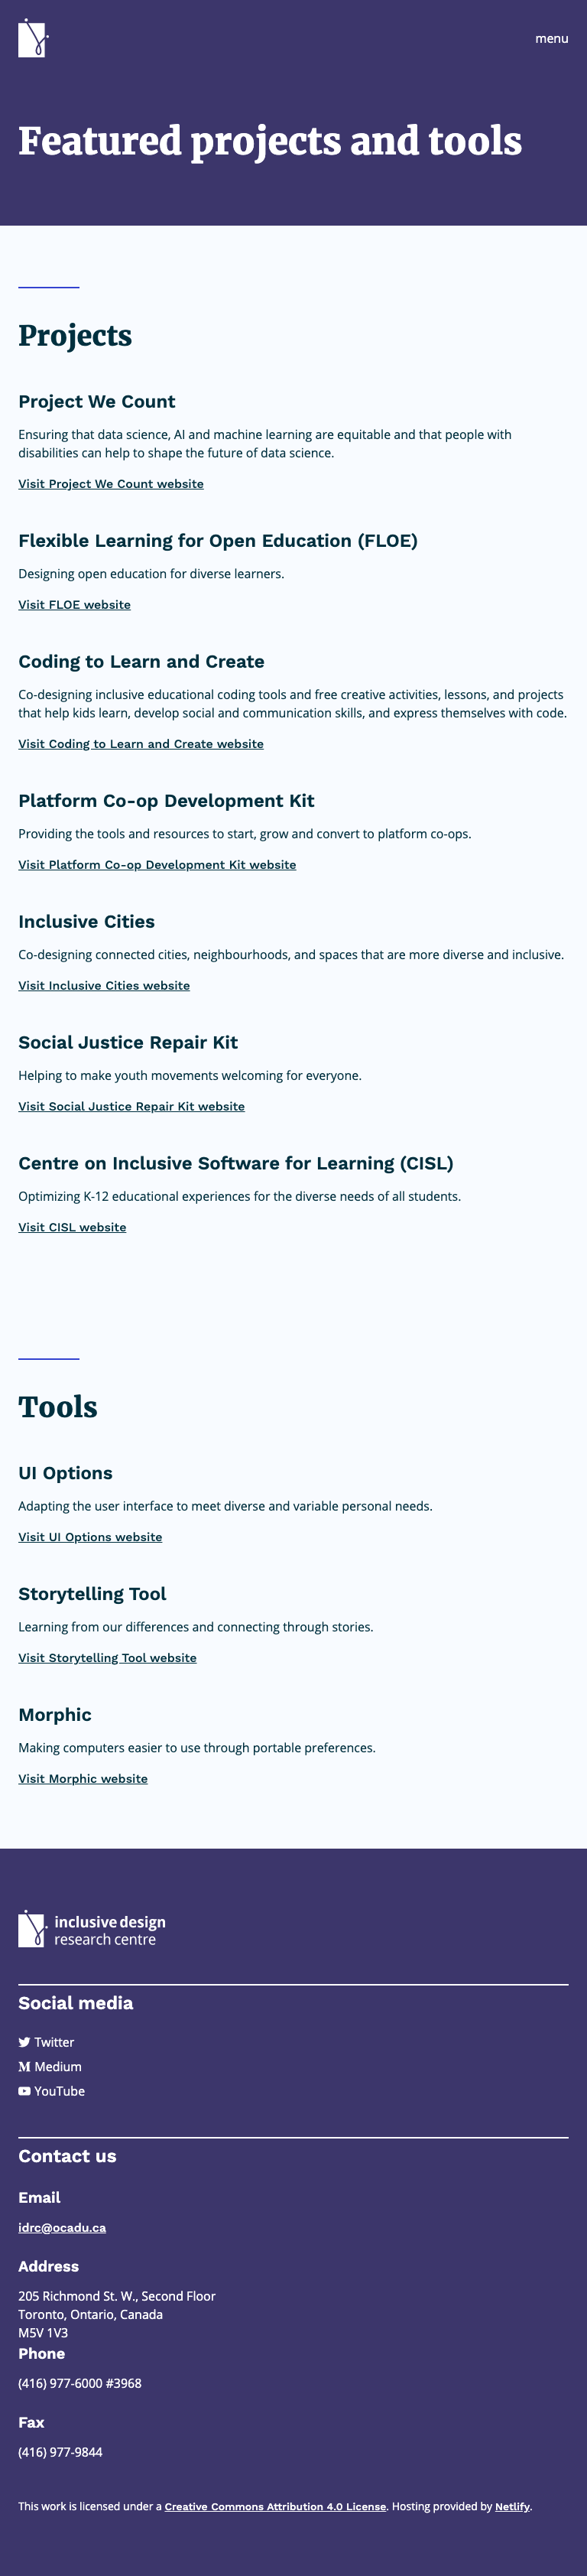 menu
Featured projects and tools
Projects
Project We Count
Ensuring that data science, AI and machine learning are equitable and that people with
disabilities can help to shape the future of data science.
Visit Project We Count website
Flexible Learning for Open Education (FLOE)
Designing open education for diverse learners.
Visit FLOE website
Coding to Learn and Create
Co-designing inclusive educational coding tools and free creative activities, lessons, and projects
that help kids learn, develop social and communication skills, and express themselves with code.
Visit Coding to Learn and Create website
Platform Co-op Development Kit
Providing the tools and resources to start, grow and convert to platform co-ops.
Visit Platform Co-op Development Kit website
Inclusive Cities
Co-designing connected cities, neighbourhoods, and spaces that are more diverse and inclusive.
Visit Inclusive Cities website
Social Justice Repair Kit
Helping to make youth movements welcoming for everyone.
Visit Social Justice Repair Kit website
Centre on Inclusive Software for Learning (CISL)
Optimizing K-12 educational experiences for the diverse needs of all students.
Visit CISL website
Tools
UI Options
Adapting the user interface to meet diverse and variable personal needs.
Visit UI Options website
Storytelling Tool
Learning from our differences and connecting through stories.
Visit Storytelling Tool website
Morphic
Making computers easier to use through portable preferences.
Visit Morphic website
inclusive design
research centre
Social media
Twitter
Medium
YouTube
Contact us
Email
idrc@ocadu.ca
Address
205 Richmond St. W., Second Floor
Toronto, Ontario, Canada
M5V 1V3
Phone
(416) 977-6000 #3968
Fax
(416) 977-9844
This work is licensed under a Creative Commons Attribution 4.0 License. Hosting provided by Netlify.